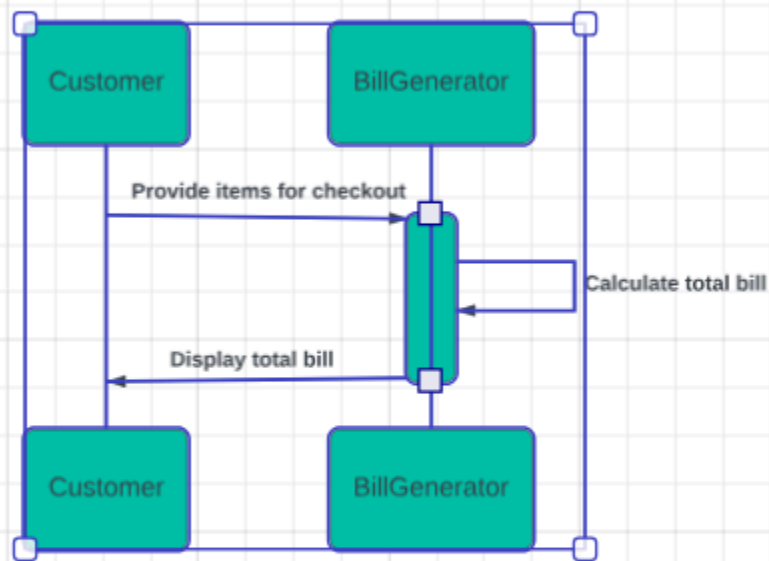 Customer
BillGenerator
Provide items for checkout
Calculate total bill
Display total bill
Customer
BillGenerator